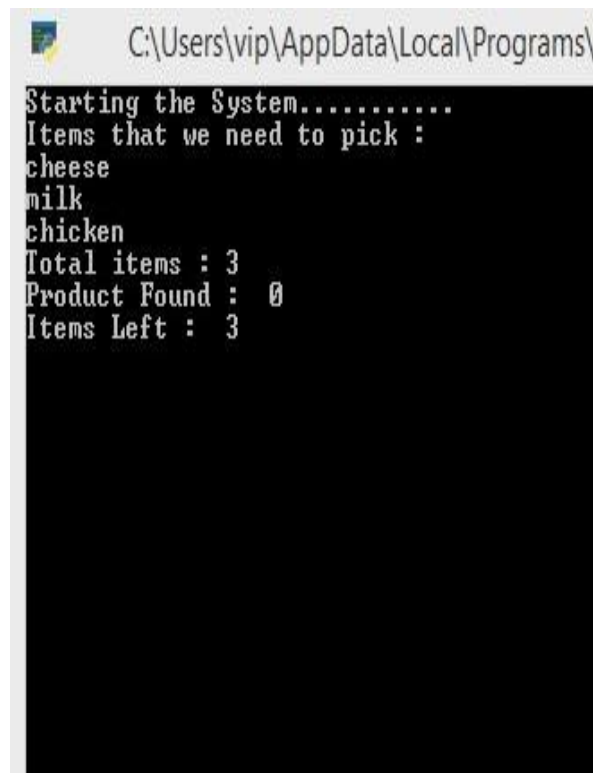 C:\Users\vip\AppData\Local\Programs\
Starting the System...........
Items that we need to pick :
cheese
milk
chicken
Total items : 3
Product Found :  0
Items Left :  3